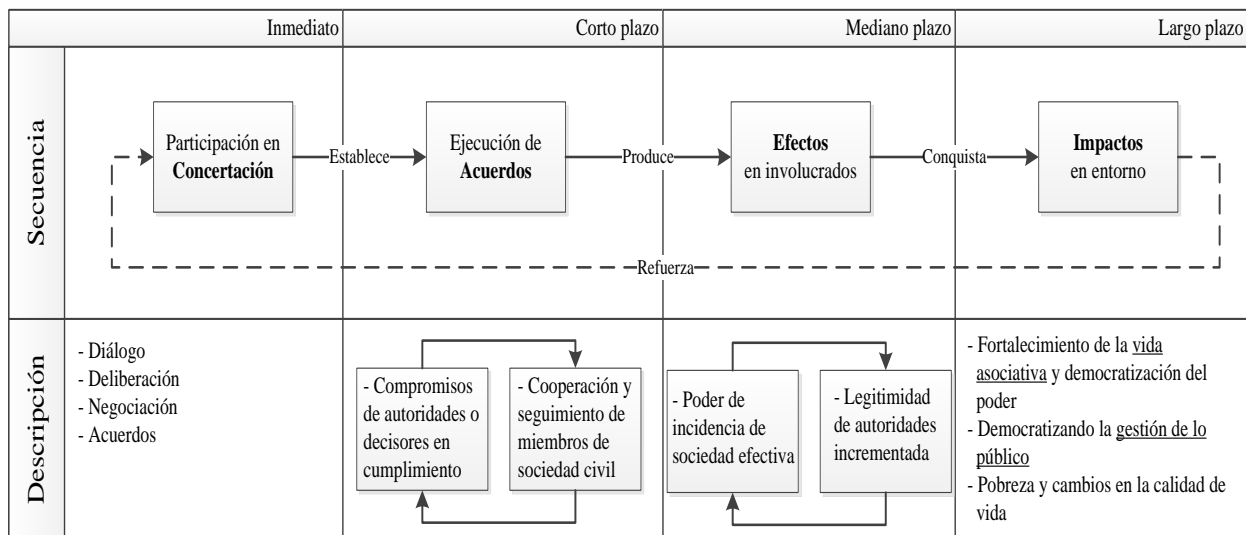 Inmediato
Corto plazo
Mediano plazo
Largo plazo
Secuencia
Participación en
Concertación
Establece
Ejecución de
Acuerdos
Produce
Efectos
en involucrados
Conquista
Impactos
en entorno
Refuerza
Descripción
- Diálogo
- Deliberación
- Negociación
- Acuerdos
- Compromisos
de autoridades o
decisores en
cumplimiento
- Cooperación y
seguimiento de
miembros de
sociedad civil
- Poder de
incidencia de
sociedad efectiva
- Legitimidad
de autoridades
incrementada
- Fortalecimiento de la vida
asociativa y democratización del
poder
- Democratizando la gestión de lo
público
- Pobreza y cambios en la calidad de
vida